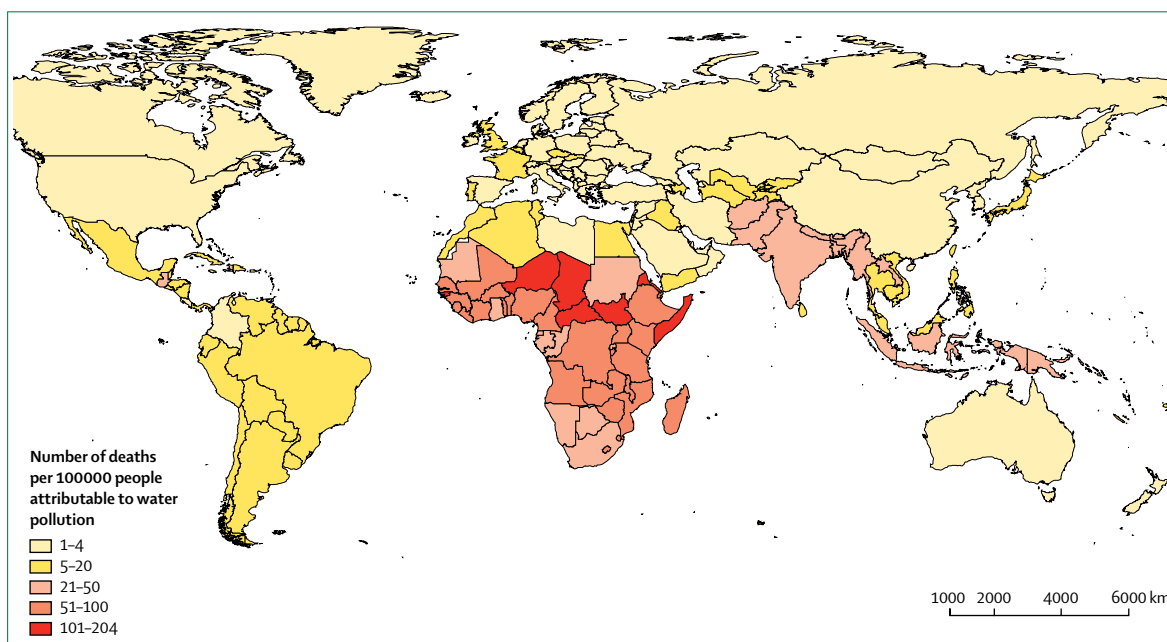 Number of deaths
per 100000 people
attributable to water
pollution
1–4
5–20
21–50
51–100
101–204
1000 2000 4000 6000 km